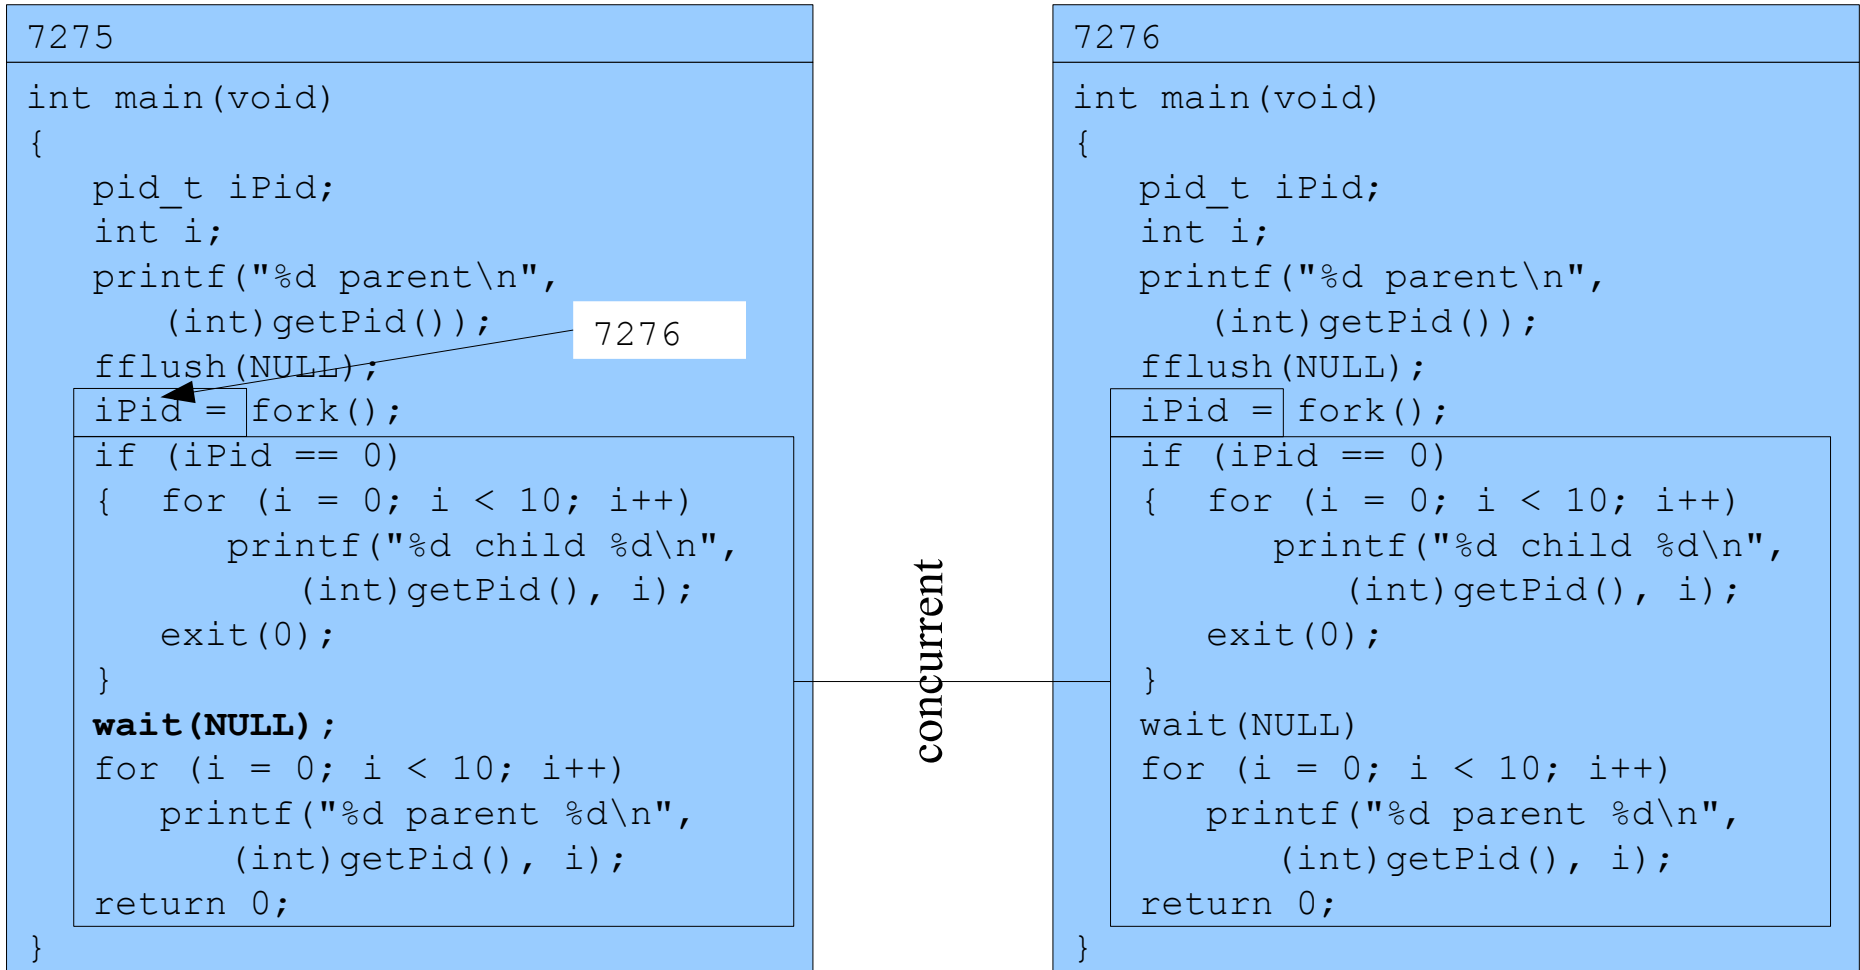 7275
int main(void)
{
pid_t iPid;
int i;
printf("%d parent\n",
(int)getPid());
fflush(NULL);
iPid = fork();
if (iPid == 0)
{ for (i = 0; i < 10; i++)
printf("%d child %d\n",
(int)getPid(), i);
exit(0);
}
wait(NULL);
for (i = 0; i < 10; i++)
printf("%d parent %d\n",
(int)getPid(), i);
return 0;
}
7276
concurrent
7276
int main(void)
{
pid_t iPid;
int i;
printf("%d parent\n",
(int)getPid());
fflush(NULL);
iPid = fork();
if (iPid == 0)
{ for (i = 0; i < 10; i++)
printf("%d child %d\n",
(int)getPid(), i);
exit(0);
}
wait(NULL)
for (i = 0; i < 10; i++)
printf("%d parent %d\n",
(int)getPid(), i);
return 0;
}